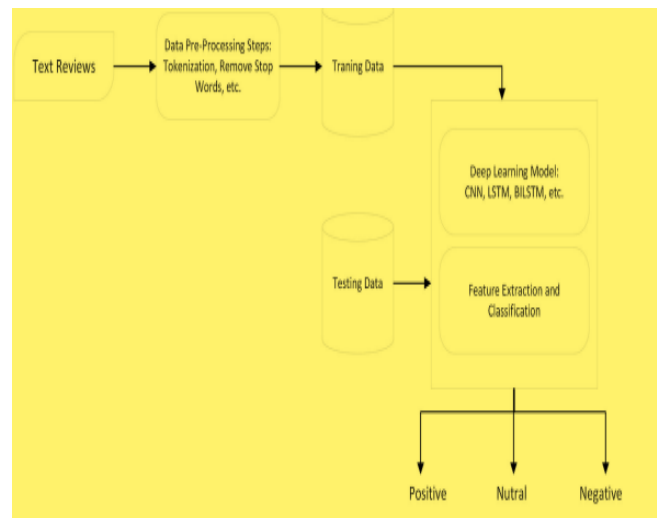 Text Reviews
Data Pre-Processing Steps:
Tokenization, Remove Stop
Words, etc.
Traning Data
Deep Learning Model:
CNN, LSTM, BILSTM, etc.
Testing Data
Feature Extraction and
Classification
Positive
Nutral
Negative